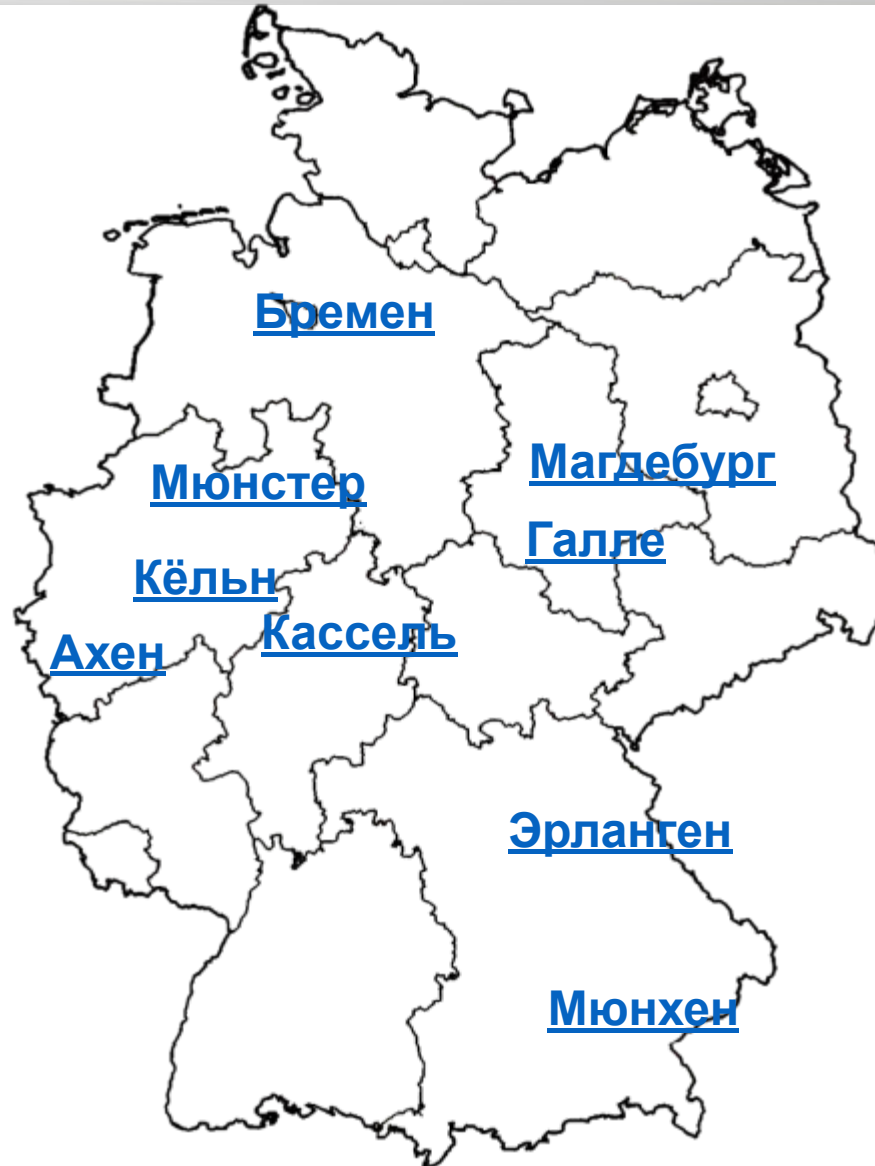 Бремен
Магдебург
Мюнстер
Галле
Кёльн
Кассель
Ахен
Эрланген
Мюнхен